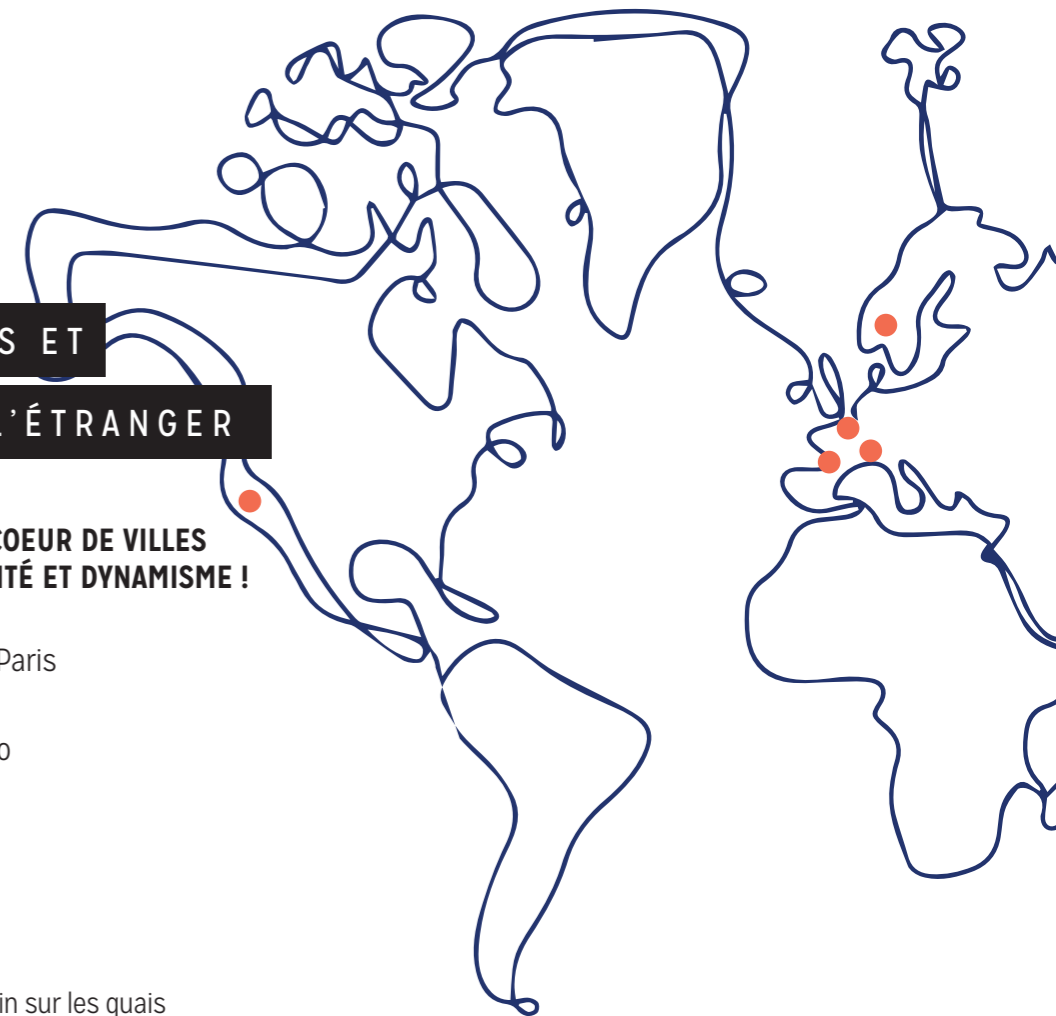 S ET
L'ÉTRANGER
COEUR DE VILLES
ITÉ ET DYNAMISME !
Paris
o
in sur les quais